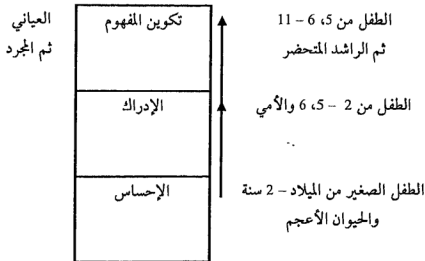 الطفل من 5، 6 – 11
ثم الراشد المتحضر
تكوين المفهوم
العياني
ثم المجرد
الطفل من 2 – 5، 6 والأمي
الإدراك
الطفل الصغير من الميلاد – 2 سنة
والحيوان الأعجم
الإحساس